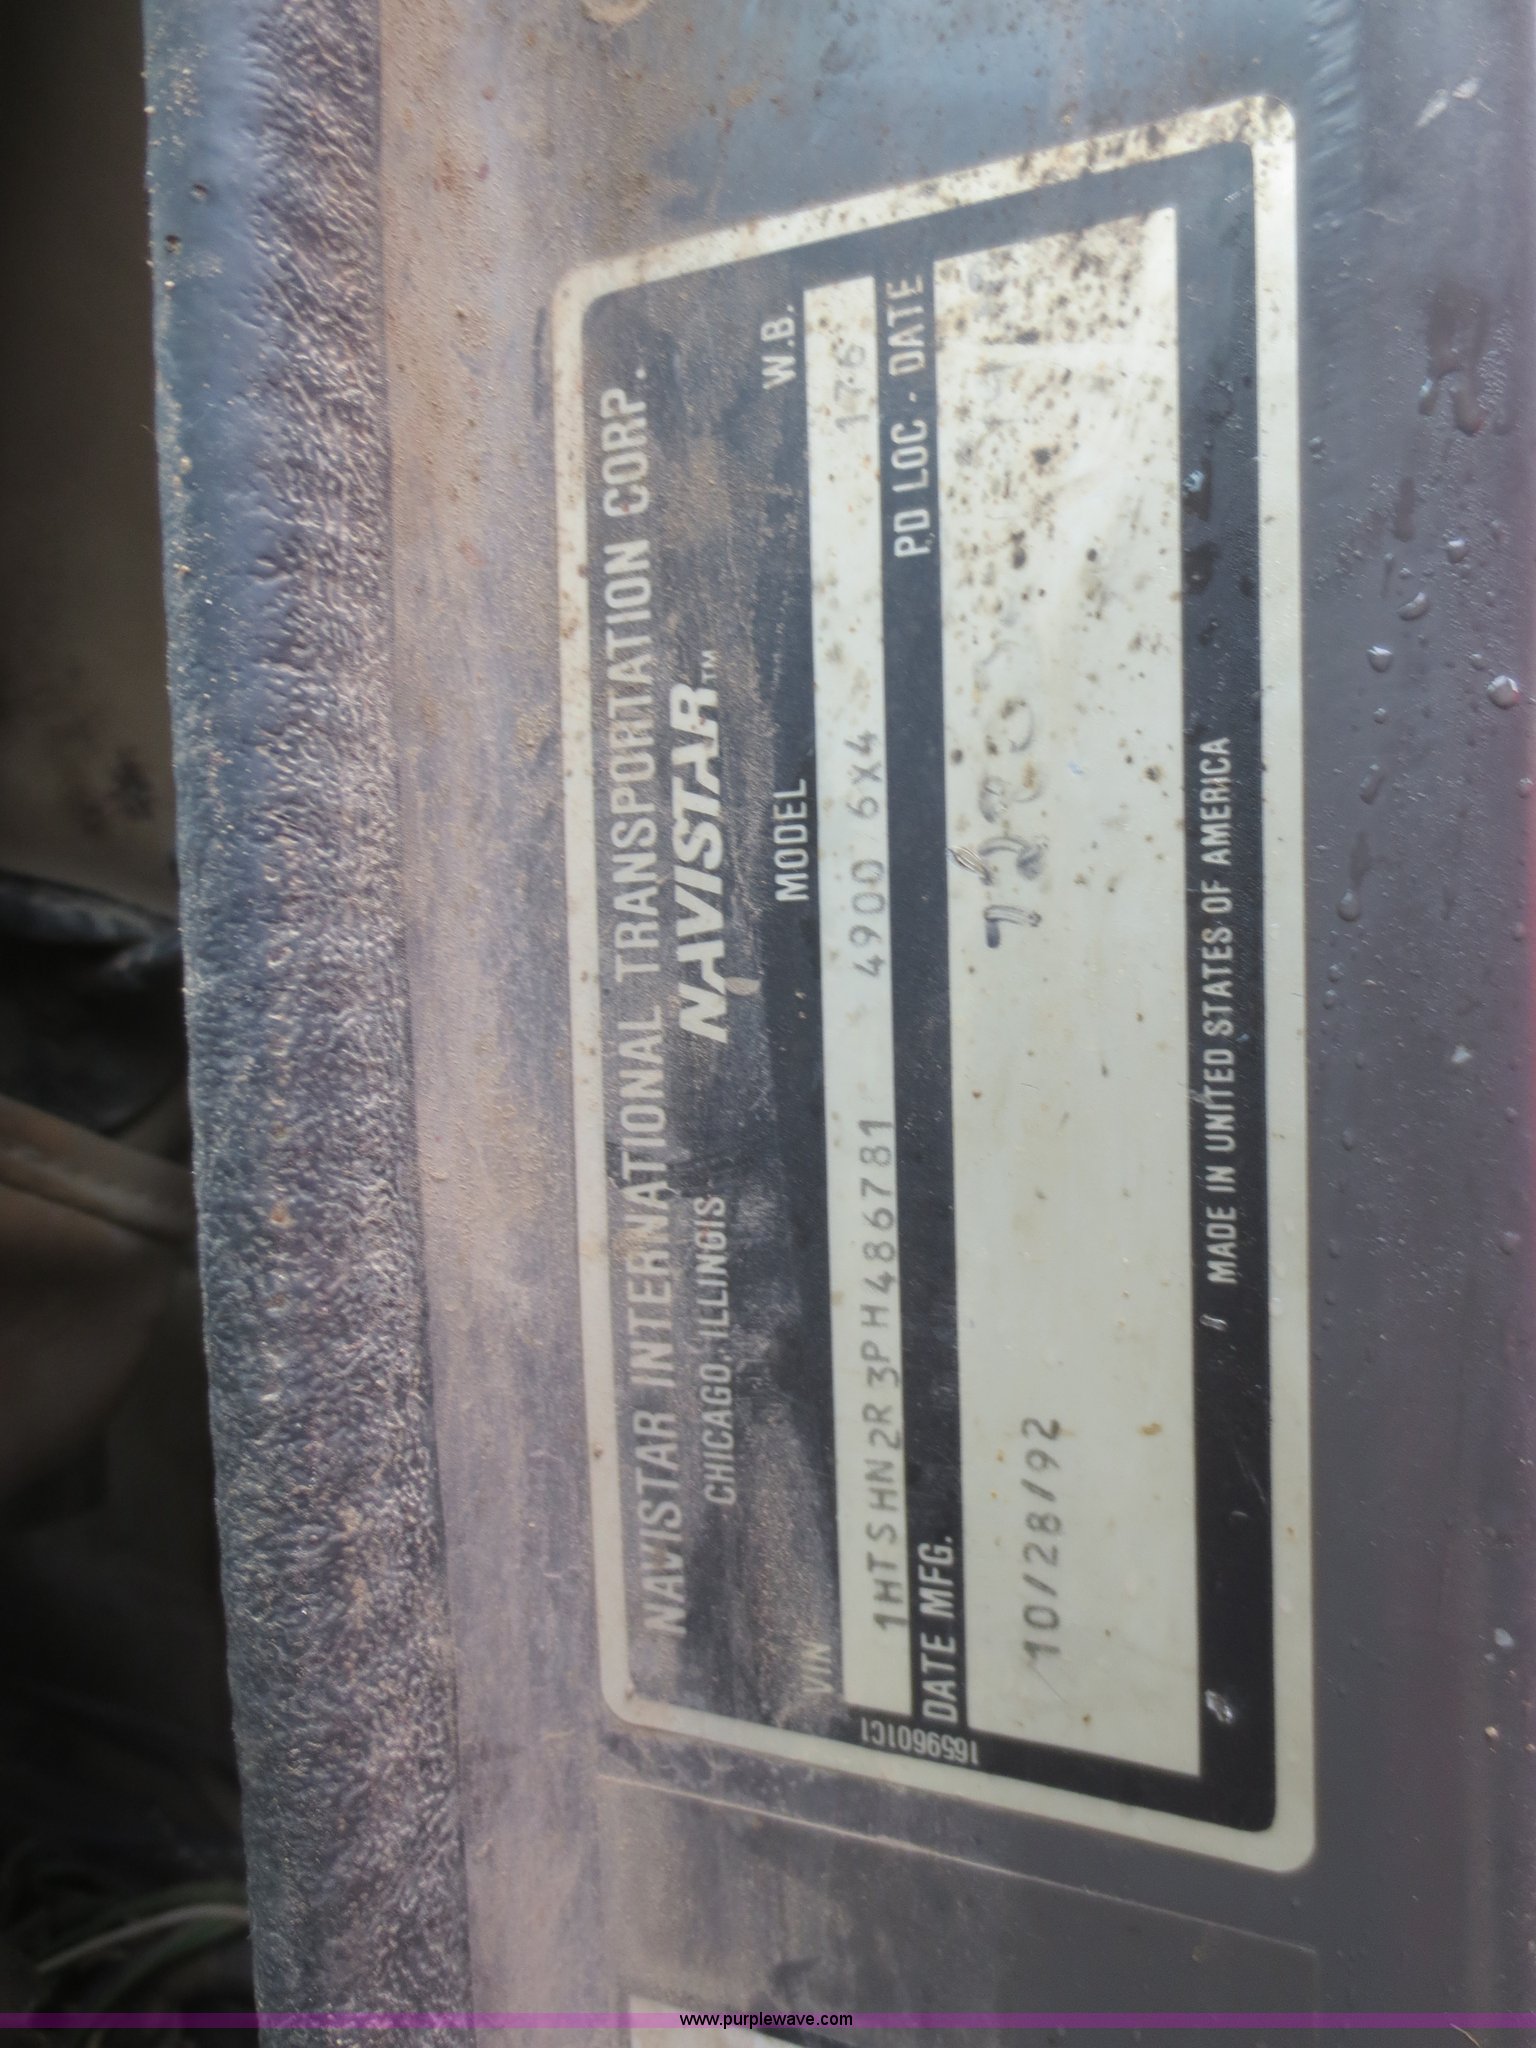 NAVISTAR INTERNATIONAL TRANSPORTATION CORP.
CHICAGO, ILLINOIS NAVISTAR™
VIN MODEL W.B.
1HTSHN2R3PH486781 4900 6X4 176
DATE MFG. PD LOC. DATE
10/28/92
MADE IN UNITED STATES OF AMERICA
1659601C1
www.purplewave.com